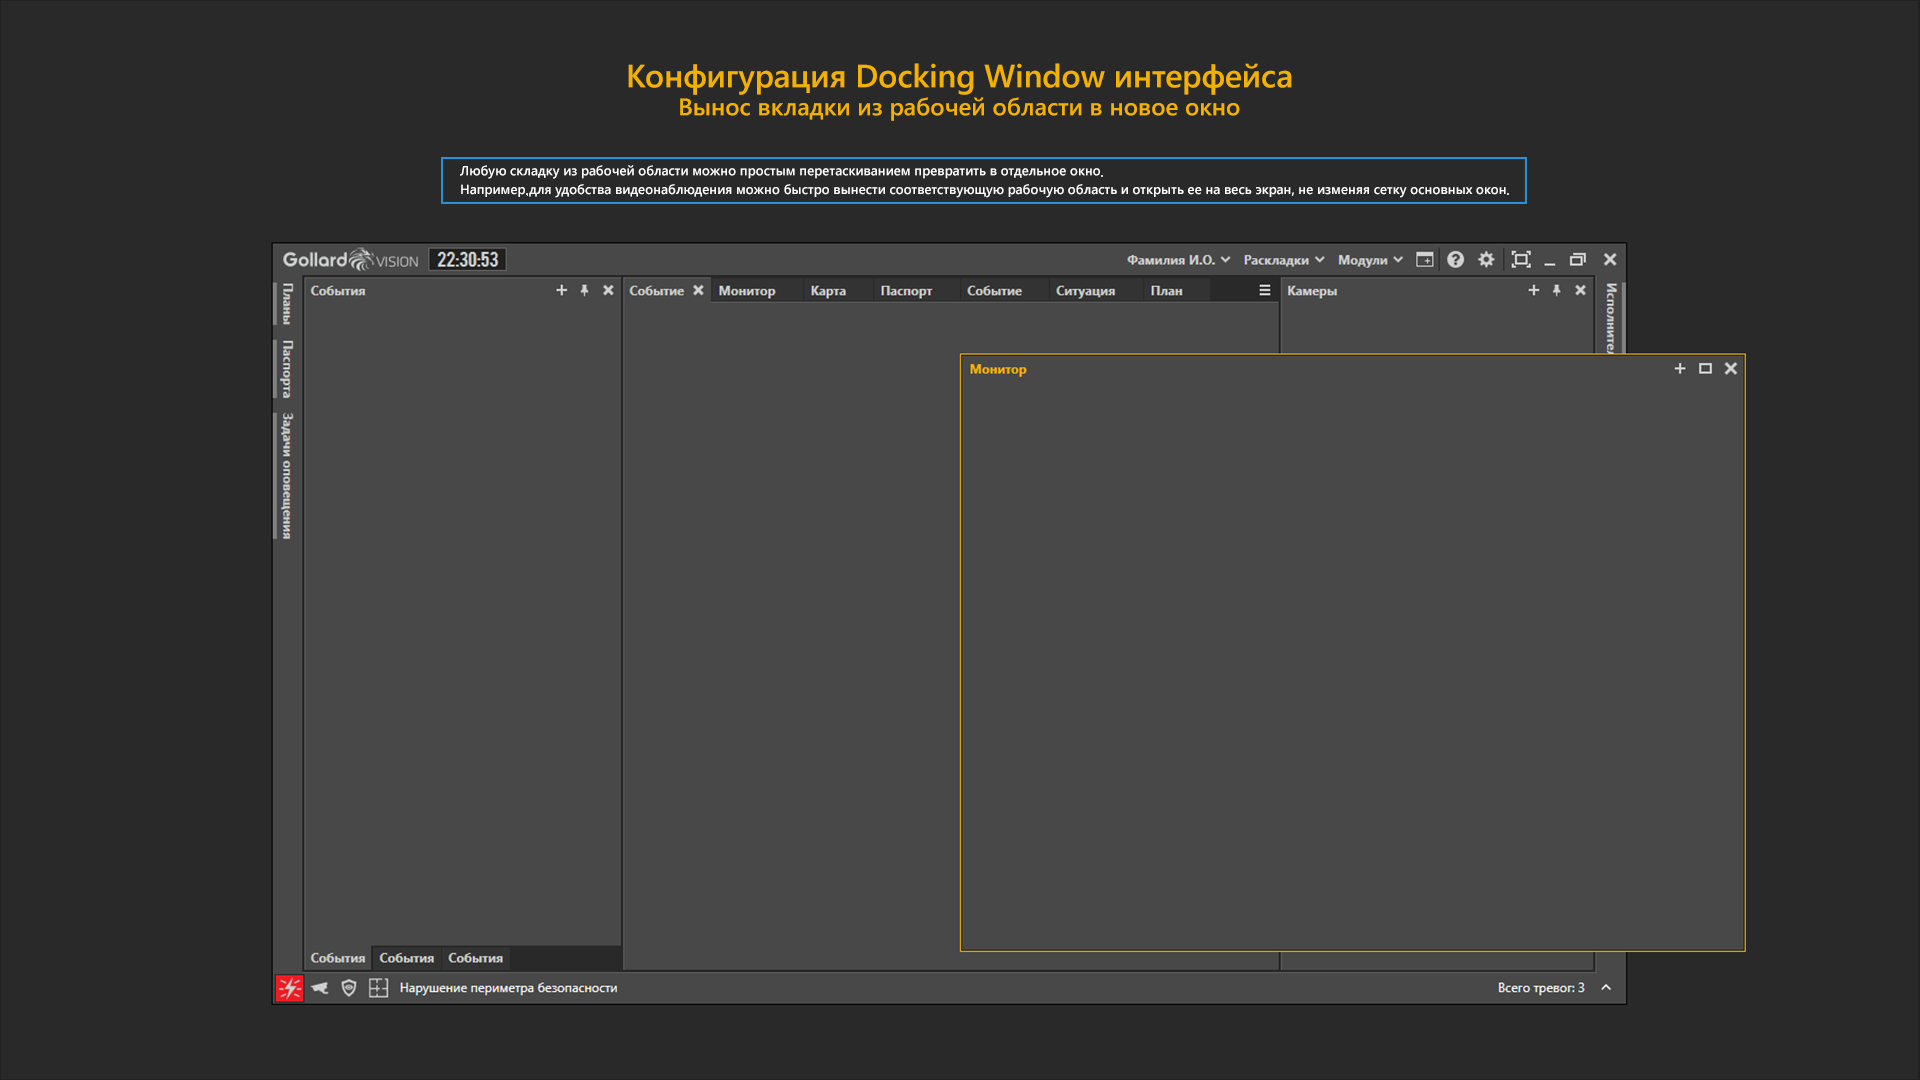 Конфигурация Docking Window интерфейса
Вынос вкладки из рабочей области в новое окно
Любую складку из рабочей области можно простым перетаскиванием превратить в отдельное окно.
Например,для удобства видеонаблюдения можно быстро вынести соответствующую рабочую область и открыть ее на весь экран, не изменяя сетку основных окон.
Gollard VISION 22:30:53 Фамилия И.О. Раскладки Модули
События Событие Монитор Карта Паспорт Событие Ситуация План Камеры
Планы
Паспорта
Задачи оповещения
Монитор
События События События
Нарушение периметра безопасности Всего тревог: 3